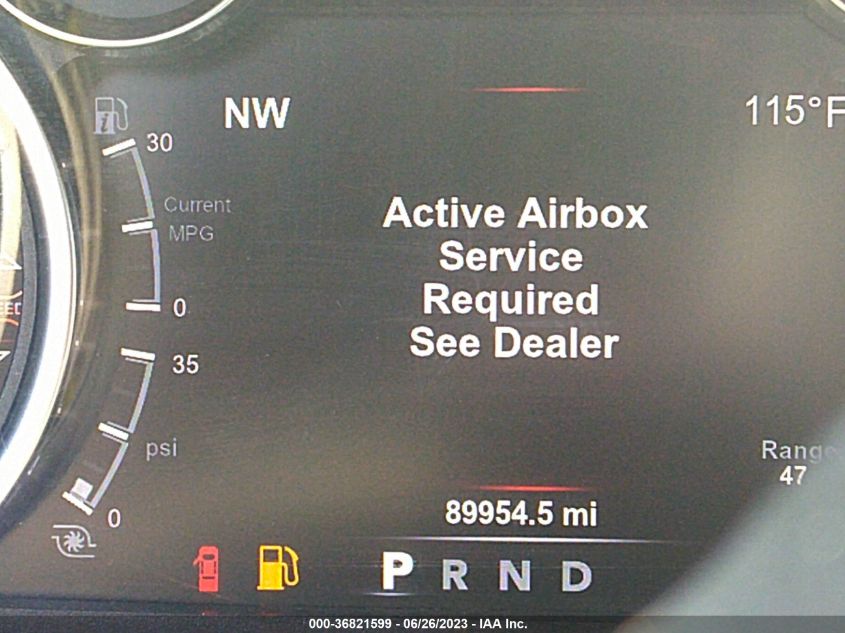 NW
115°F
30
Current
MPG
0
Active Airbox
Service
Required
See Dealer
35
psi
0
Range
47
89954.5 mi
P R N D
000-36821599 - 06/26/2023 - IAA Inc.